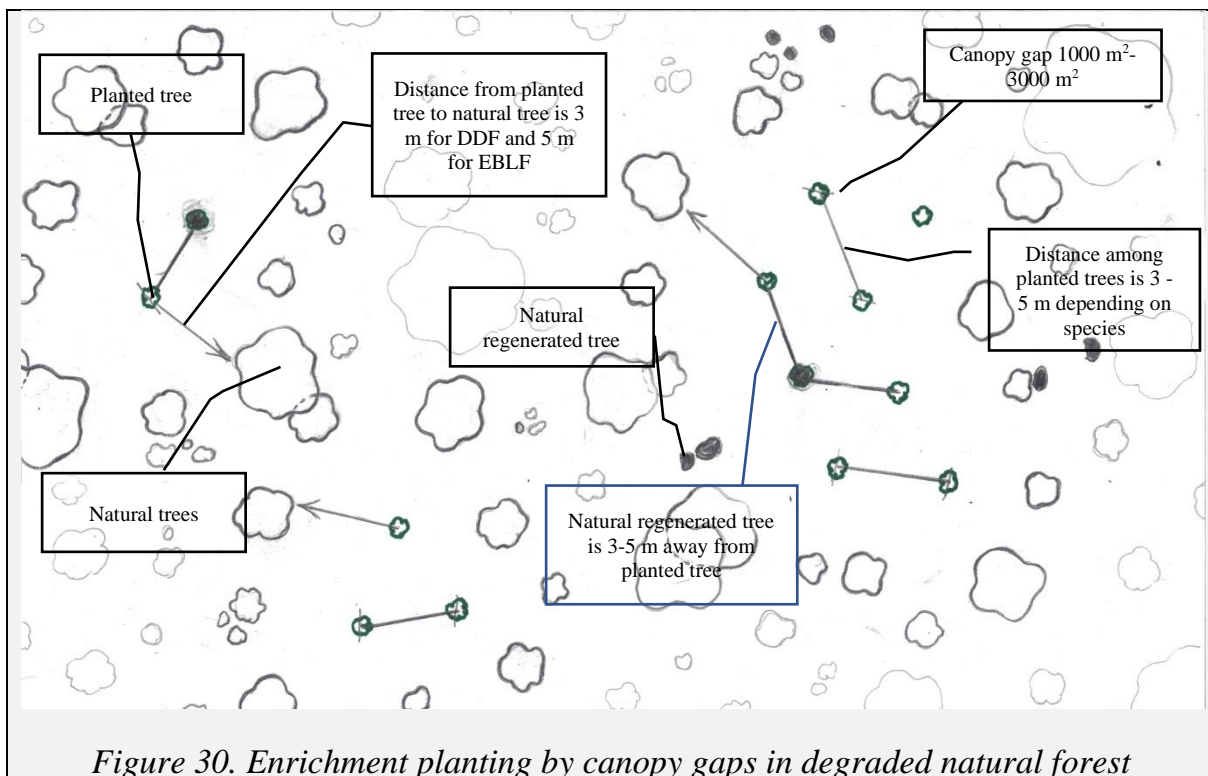 Planted tree
Distance from planted
tree to natural tree is 3
m for DDF and 5 m
for EBLF
Canopy gap 1000 m²-
3000 m²
Distance among
planted trees is 3 -
5 m depending on
species
Natural
regenerated tree
Natural trees
Natural regenerated tree
is 3-5 m away from
planted tree
Figure 30. Enrichment planting by canopy gaps in degraded natural forest